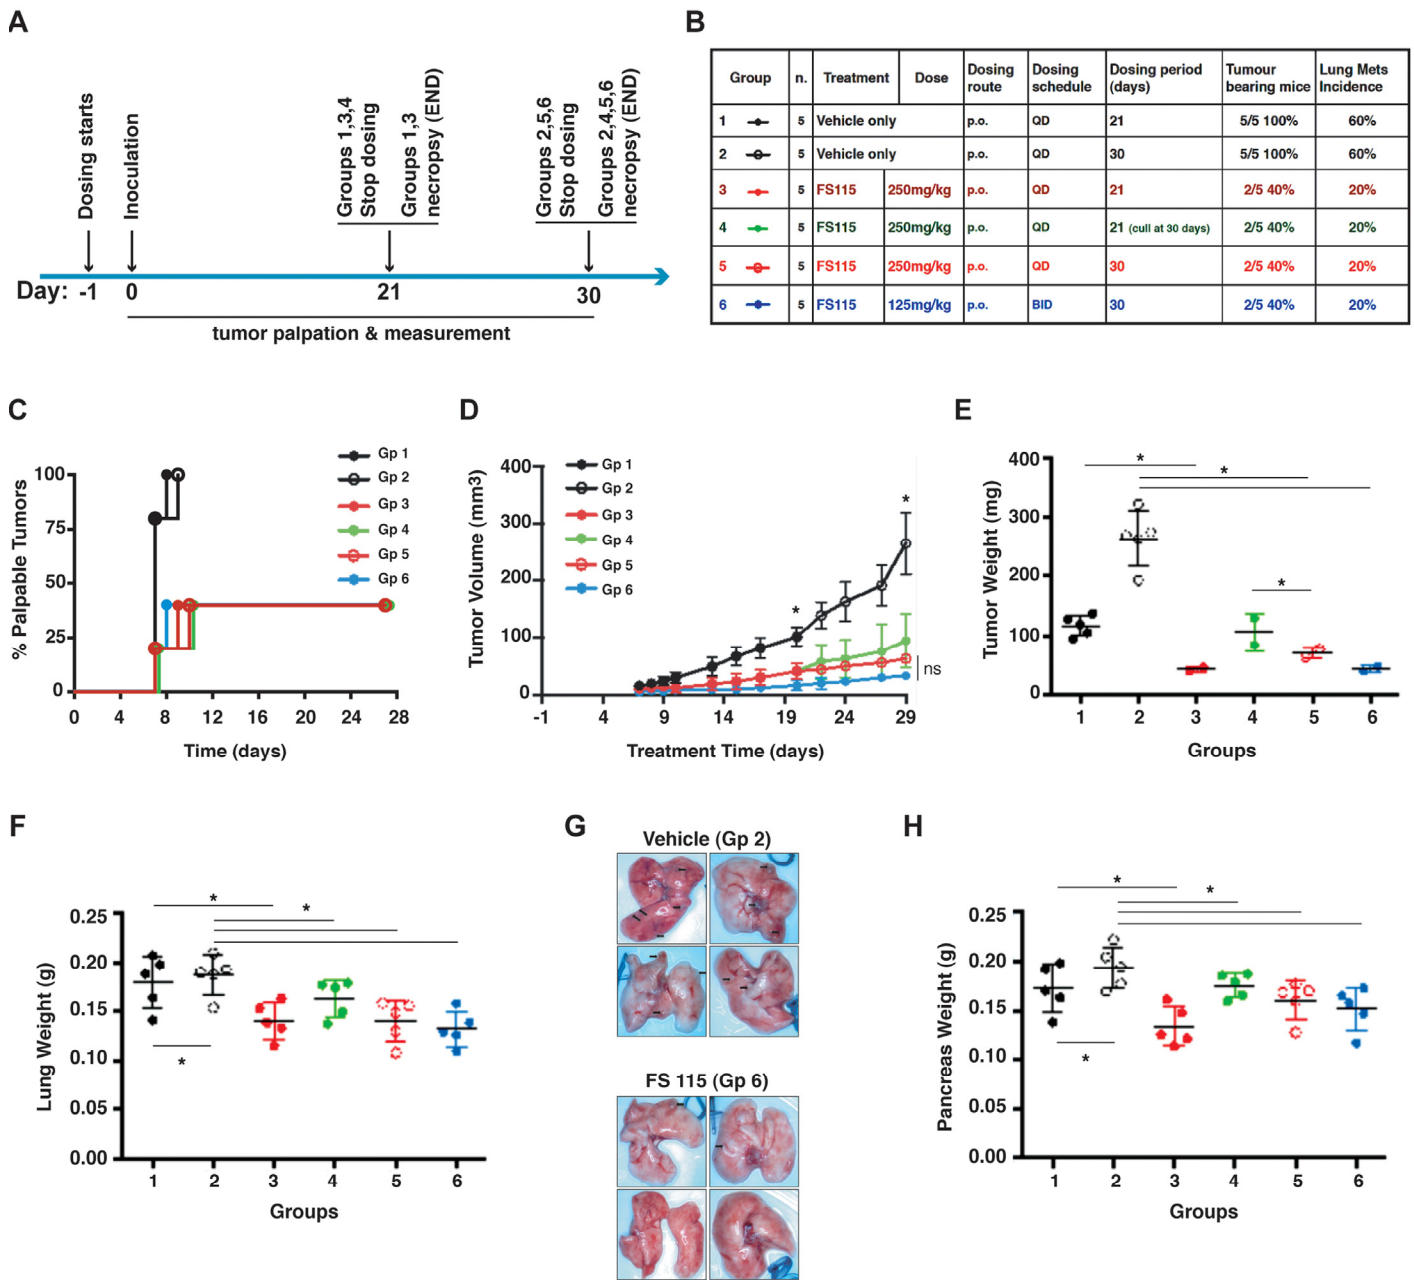 A
Dosing starts
Inoculation
Groups 1,3,4
Stop dosing
Groups 1,3
necropsy (END)
Groups 2,5,6
Stop dosing
Groups 2,4,5,6
necropsy (END)
Day: -1 0 21 30
tumor palpation & measurement
B
Group n. Treatment Dose Dosing route Dosing schedule Dosing period (days) Tumour bearing mice Lung Mets Incidence
1 5 Vehicle only p.o. QD 21 5/5 100% 60%
2 5 Vehicle only p.o. QD 30 5/5 100% 60%
3 5 FS115 250mg/kg p.o. QD 21 2/5 40% 20%
4 5 FS115 250mg/kg p.o. QD 21 (cull at 30 days) 2/5 40% 20%
5 5 FS115 250mg/kg p.o. QD 30 2/5 40% 20%
6 5 FS115 125mg/kg p.o. BID 30 2/5 40% 20%
C
% Palpable Tumors
100
75
50
25
0
0 4 8 12 16 20 24 28
Time (days)
Gp 1
Gp 2
Gp 3
Gp 4
Gp 5
Gp 6
D
Tumor Volume (mm3)
400
300
200
100
0
-1 4 9 14 19 24 29
Treatment Time (days)
Gp 1
Gp 2
Gp 3
Gp 4
Gp 5
Gp 6
*
*
ns
E
Tumor Weight (mg)
400
300
200
100
0
1 2 3 4 5 6
Groups
*
*
*
F
Lung Weight (g)
0.25
0.20
0.15
0.10
0.05
0.00
1 2 3 4 5 6
Groups
*
*
*
G
Vehicle (Gp 2)
FS 115 (Gp 6)
H
Pancreas Weight (g)
0.25
0.20
0.15
0.10
0.05
0.00
1 2 3 4 5 6
Groups
*
*
*